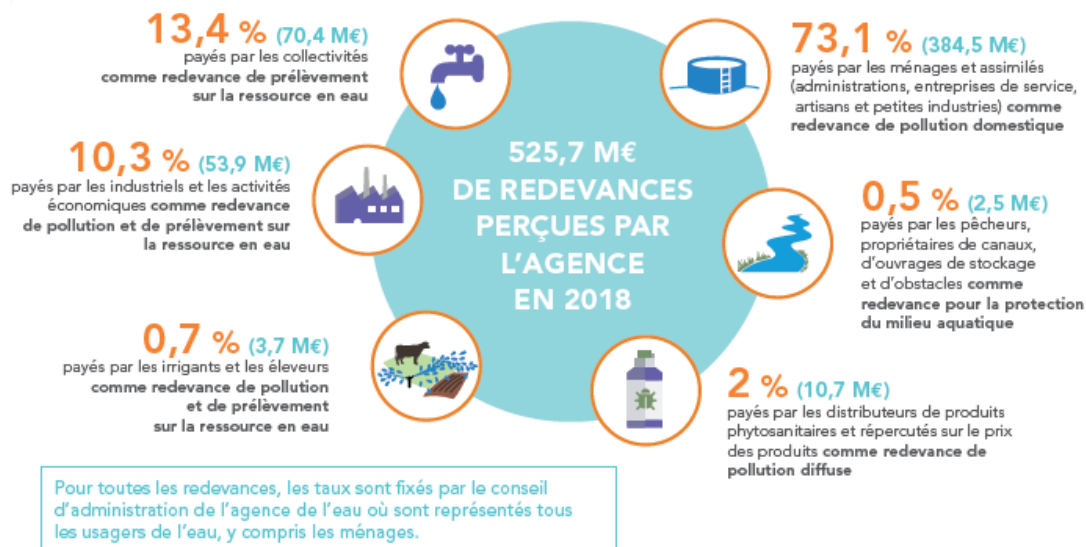 13,4 % (70,4 M€)
payés par les collectivités
comme redevance de prélèvement
sur la ressource en eau
73,1 % (384,5 M€)
payés par les ménages et assimilés
(administrations, entreprises de service,
artisans et petites industries) comme
redevance de pollution domestique
10,3 % (53,9 M€)
payés par les industriels et les activités
économiques comme redevance
de pollution et de prélèvement sur
la ressource en eau
525,7 M€
DE REDEVANCES
PERÇUES PAR
L'AGENCE
EN 2018
0,5 % (2,5 M€)
payés par les pêcheurs,
propriétaires de canaux,
d'ouvrages de stockage
et d'obstacles comme
redevance pour la protection
du milieu aquatique
0,7 % (3,7 M€)
payés par les irrigants et les éleveurs
comme redevance de pollution
et de prélèvement
sur la ressource en eau
2 % (10,7 M€)
payés par les distributeurs de produits
phytosanitaires et répercutés sur le prix
des produits comme redevance de
pollution diffuse
Pour toutes les redevances, les taux sont fixés par le conseil
d'administration de l'agence de l'eau où sont représentés tous
les usagers de l'eau, y compris les ménages.